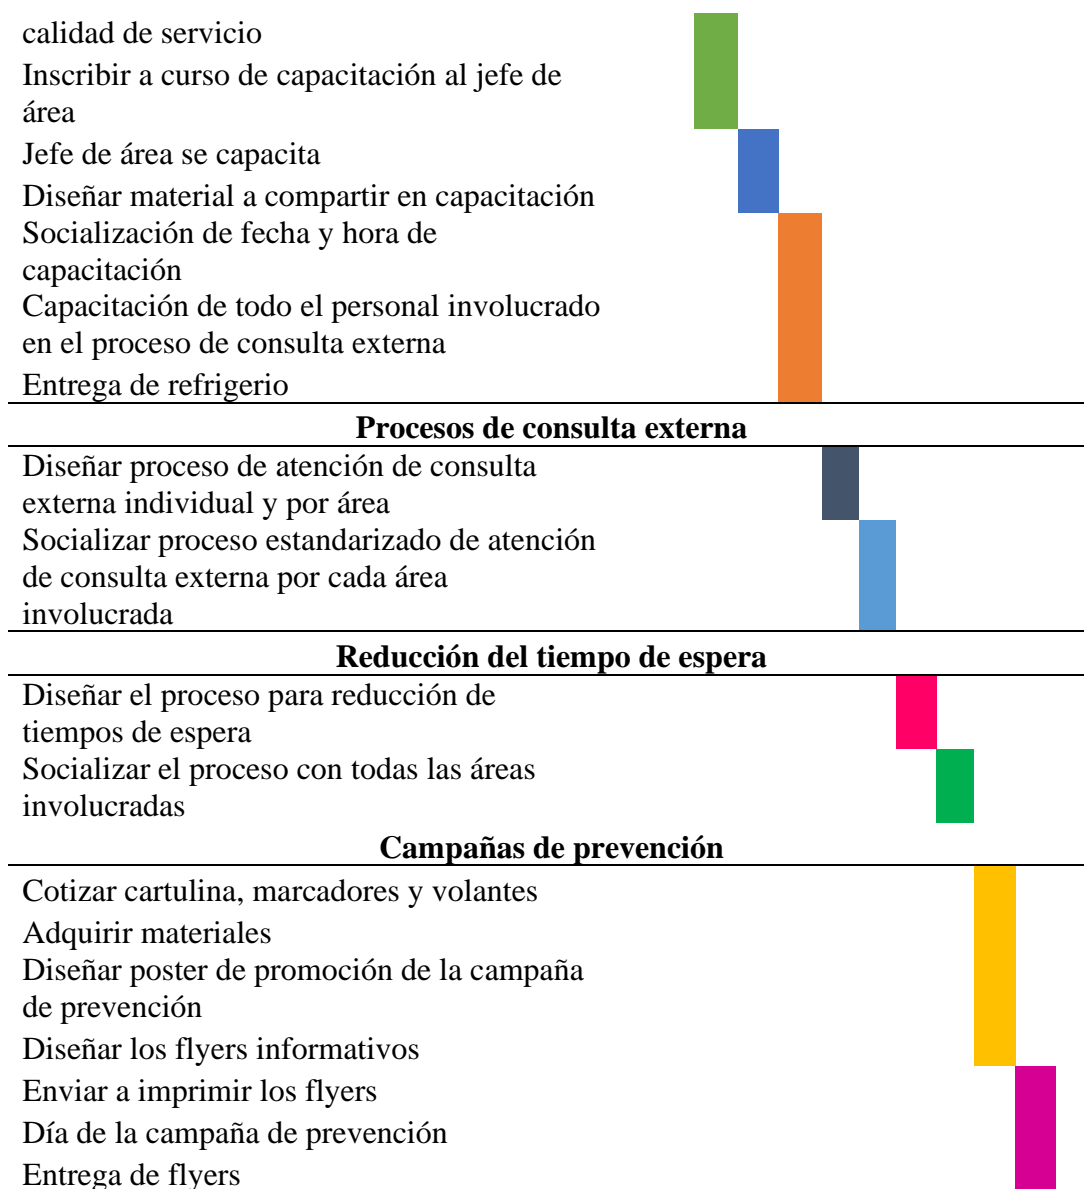 calidad de servicio
Inscribir a curso de capacitación al jefe de
área
Jefe de área se capacita
Diseñar material a compartir en capacitación
Socialización de fecha y hora de
capacitación
Capacitación de todo el personal involucrado
en el proceso de consulta externa
Entrega de refrigerio
Procesos de consulta externa
Diseñar proceso de atención de consulta
externa individual y por área
Socializar proceso estandarizado de atención
de consulta externa por cada área
involucrada
Reducción del tiempo de espera
Diseñar el proceso para reducción de
tiempos de espera
Socializar el proceso con todas las áreas
involucradas
Campañas de prevención
Cotizar cartulina, marcadores y volantes
Adquirir materiales
Diseñar poster de promoción de la campaña
de prevención
Diseñar los flyers informativos
Enviar a imprimir los flyers
Día de la campaña de prevención
Entrega de flyers